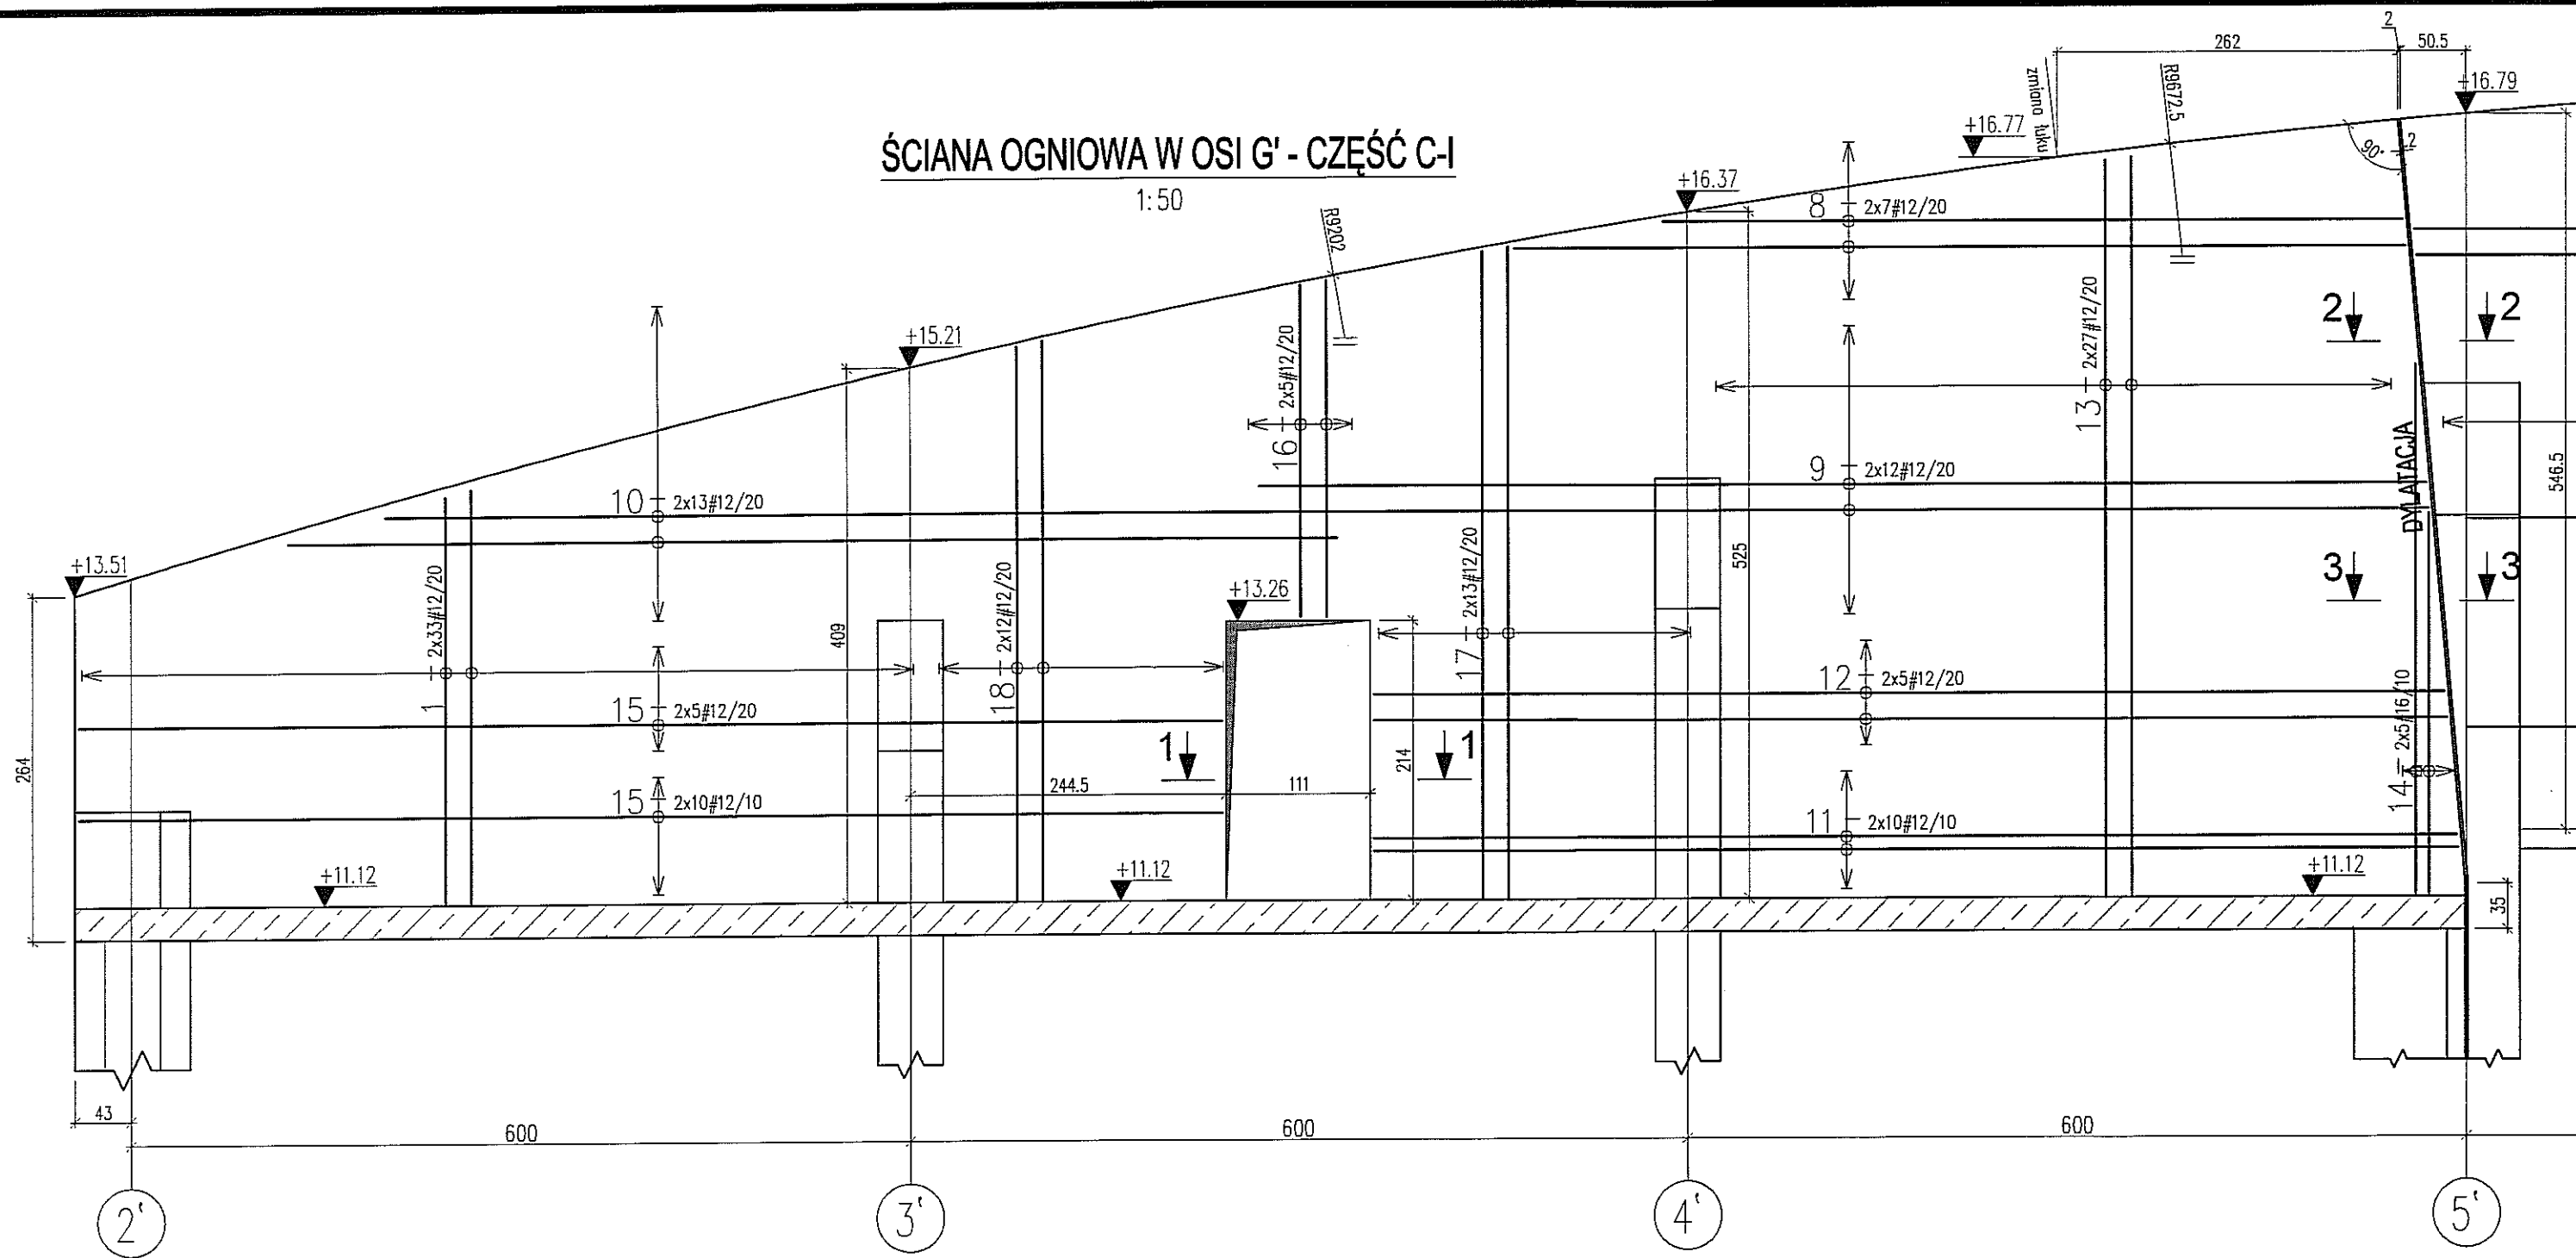 2
262
50.5
+16.79
zmiana łuku
R9672.5
+16.77
ŚCIANA OGNIOWA W OSI G' - CZĘŚĆ C-I
1:50
90°
2
+16.37
8
2x7#12/20
R9202
2
2
13
2x27#12/20
+15.21
16
2x5#12/20
DYLATACJA
546.5
10
2x13#12/20
9
2x12#12/20
525
+13.51
1
2x33#12/20
18
2x12#12/20
+13.26
17
2x13#12/20
3
3
409
15
2x5#12/20
12
2x5#12/20
264
1
1
214
14
2x5#16/10
244.5
111
15
2x10#12/10
11
2x10#12/10
+11.12
+11.12
+11.12
35
43
600
600
600
2'
3'
4'
5'